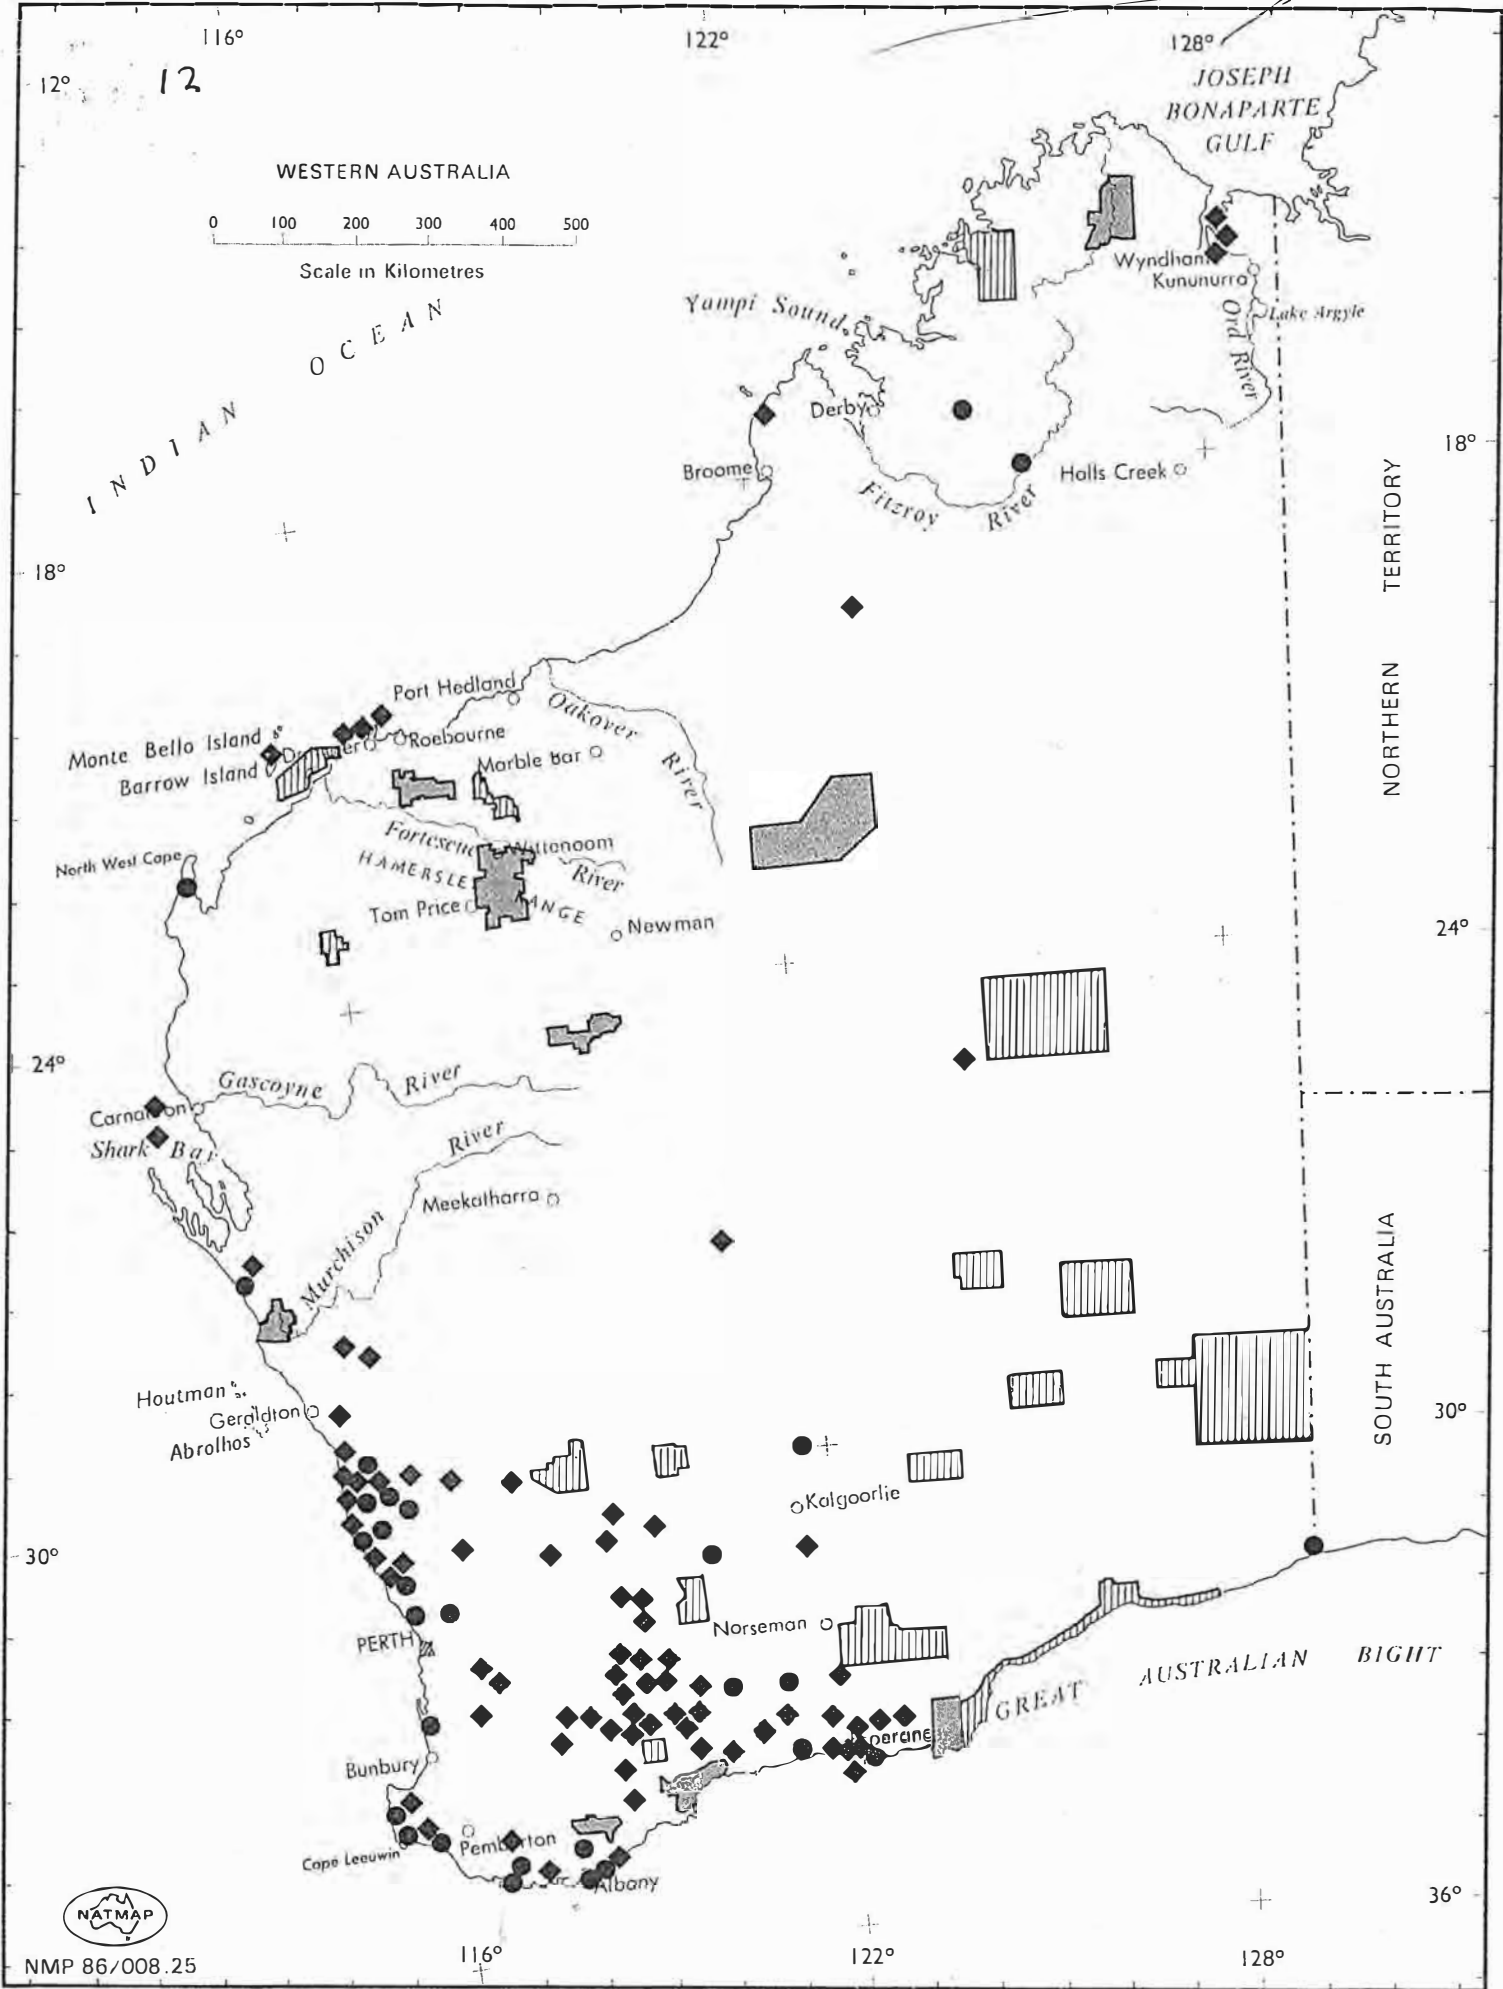 116°
122°
128°
12°
12
JOSEPH
BONAPARTE
GULF
WESTERN AUSTRALIA
0 100 200 300 400 500
Scale in Kilometres
INDIAN OCEAN
Wyndham
Kununurra
Lake Argyle
Ord River
Yampi Sound
Derby
Broome
Halls Creek
Fitzroy River
18°
18°
NORTHERN TERRITORY
Port Hedland
Oakover River
Monte Bello Island
Roebourne
Barrow Island
Marble Bar
Fortescue River
Wittenoom
North West Cape
Tom Price
Newman
24°
24°
Gascoyne River
Shark Bay
Murchison River
Meekatharra
SOUTH AUSTRALIA
Houtman
Geraldton
Abrolhos
30°
Kalgoorlie
30°
Norseman
PERTH
GREAT AUSTRALIAN BIGHT
Bunbury
Pemberton
Cape Leeuwin
Albany
36°
NATMAP
NMP 86/008.25
116°
122°
128°